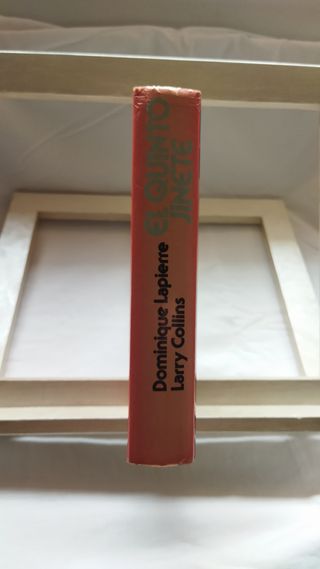 EL QUINTO
JINETE
Dominique Lapierre
Larry Collins